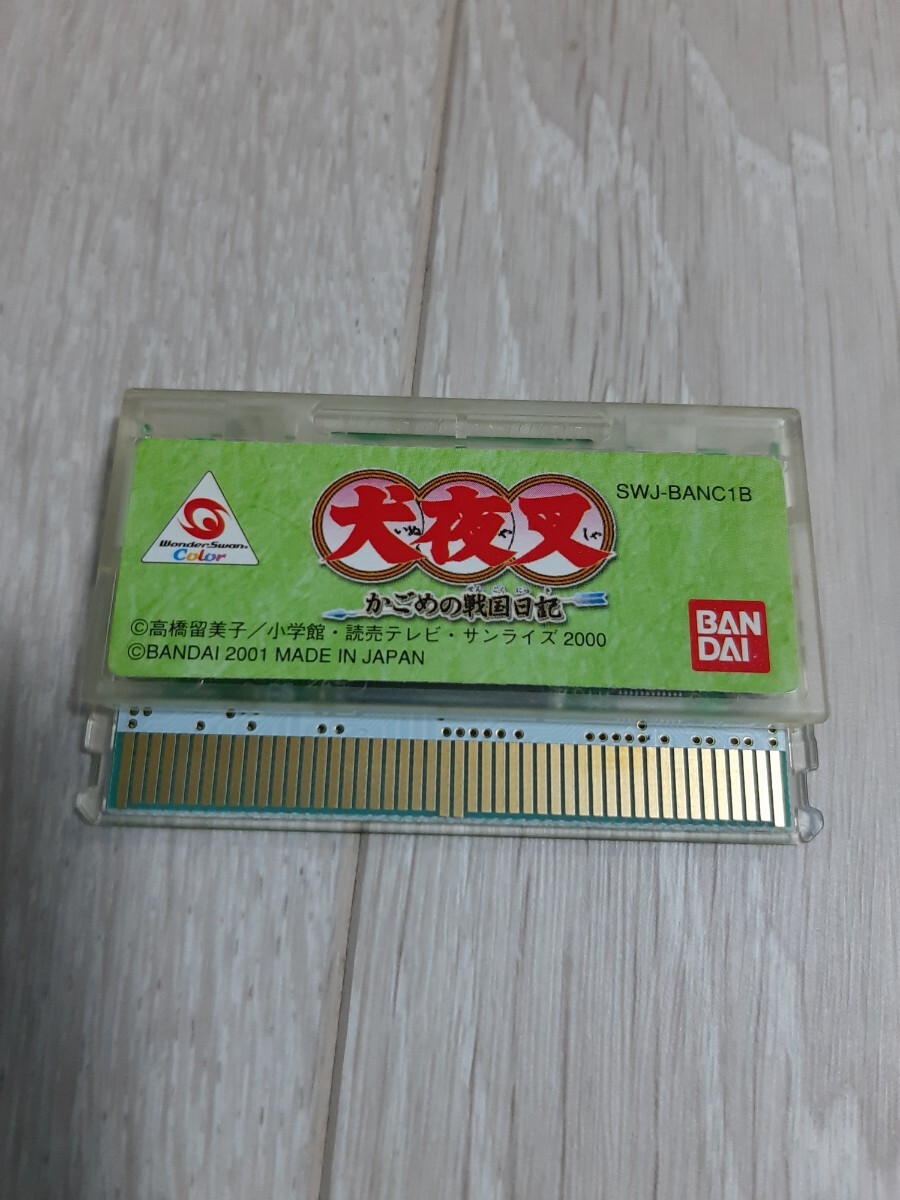 WonderSwan
Color
犬夜叉
いぬ や しゃ
SWJ-BANC1B
せんごくにっき
かごめの戦国日記
©高橋留美子／小学館・読売テレビ・サンライズ 2000
©BANDAI 2001 MADE IN JAPAN
BAN
DAI